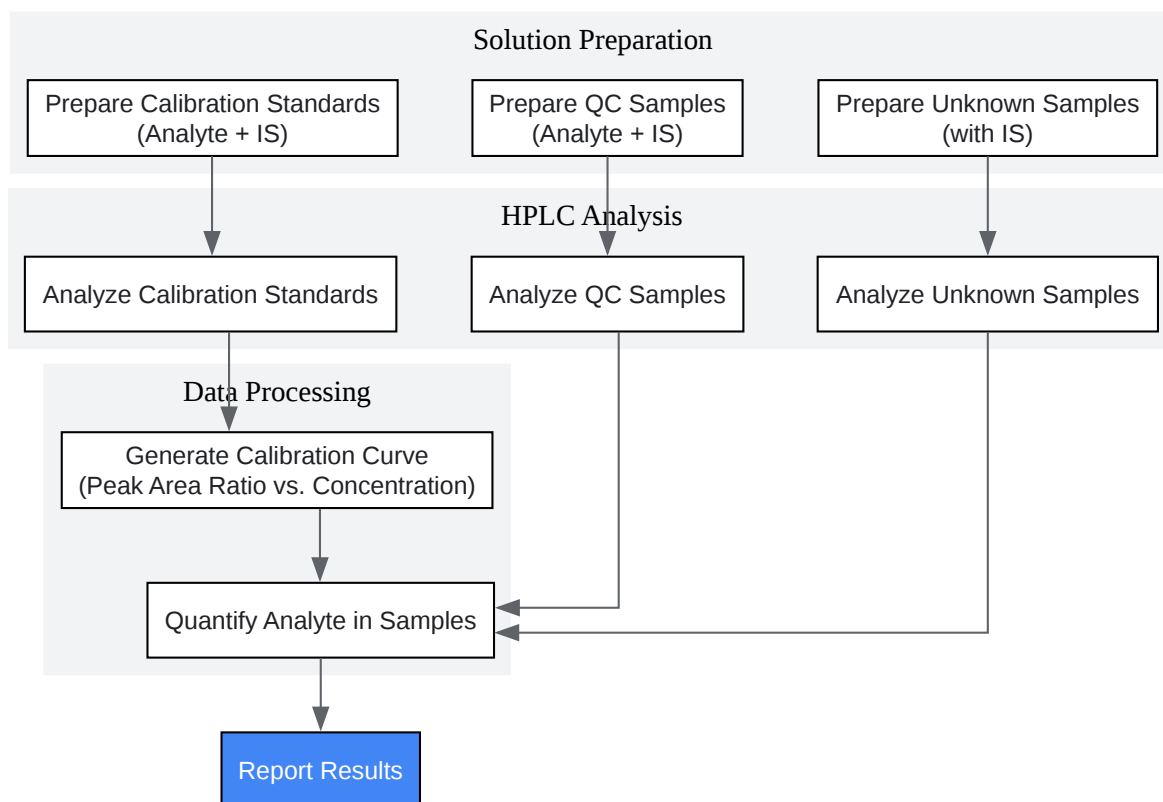 Solution Preparation
Prepare Calibration Standards
(Analyte + IS)
Prepare QC Samples
(Analyte + IS)
Prepare Unknown Samples
(with IS)
HPLC Analysis
Analyze Calibration Standards
Analyze QC Samples
Analyze Unknown Samples
Data Processing
Generate Calibration Curve
(Peak Area Ratio vs. Concentration)
Quantify Analyte in Samples
Report Results